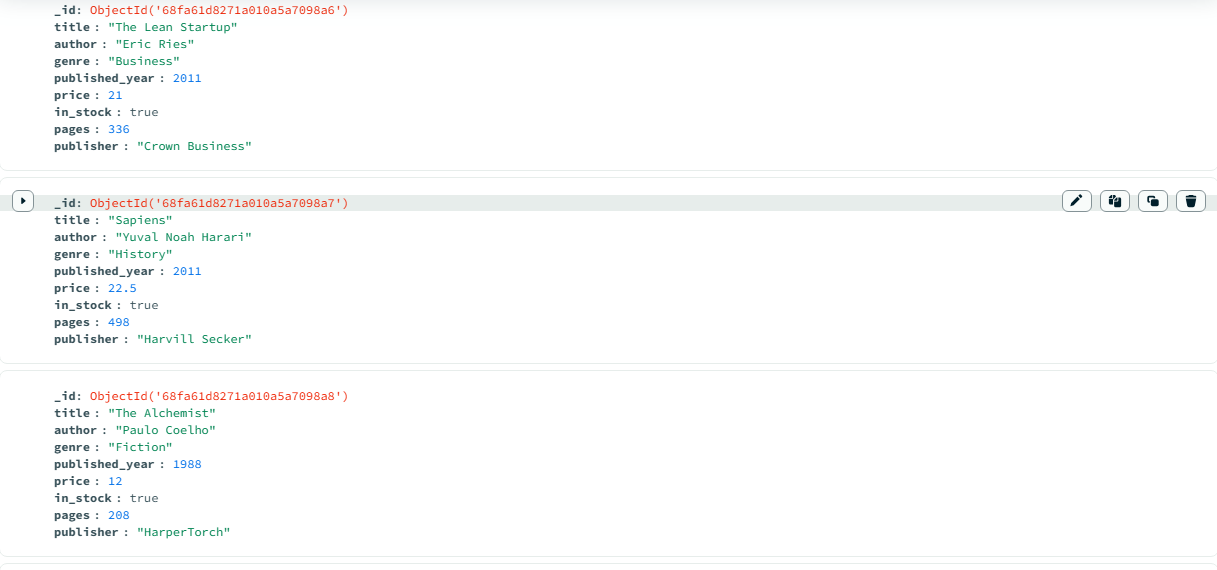 _id: ObjectId('68fa61d8271a010a5a7098a6')
title : "The Lean Startup"
author : "Eric Ries"
genre : "Business"
published_year : 2011
price : 21
in_stock : true
pages : 336
publisher : "Crown Business"
_id: ObjectId('68fa61d8271a010a5a7098a7')
title : "Sapiens"
author : "Yuval Noah Harari"
genre : "History"
published_year : 2011
price : 22.5
in_stock : true
pages : 498
publisher : "Harvill Secker"
_id: ObjectId('68fa61d8271a010a5a7098a8')
title : "The Alchemist"
author : "Paulo Coelho"
genre : "Fiction"
published_year : 1988
price : 12
in_stock : true
pages : 208
publisher : "HarperTorch"